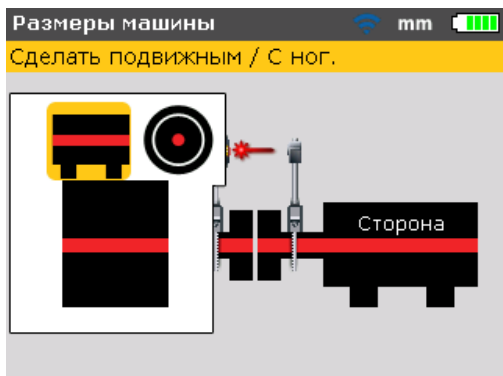 Размеры машины mm
Сделать подвижным / С ног.
Сторона